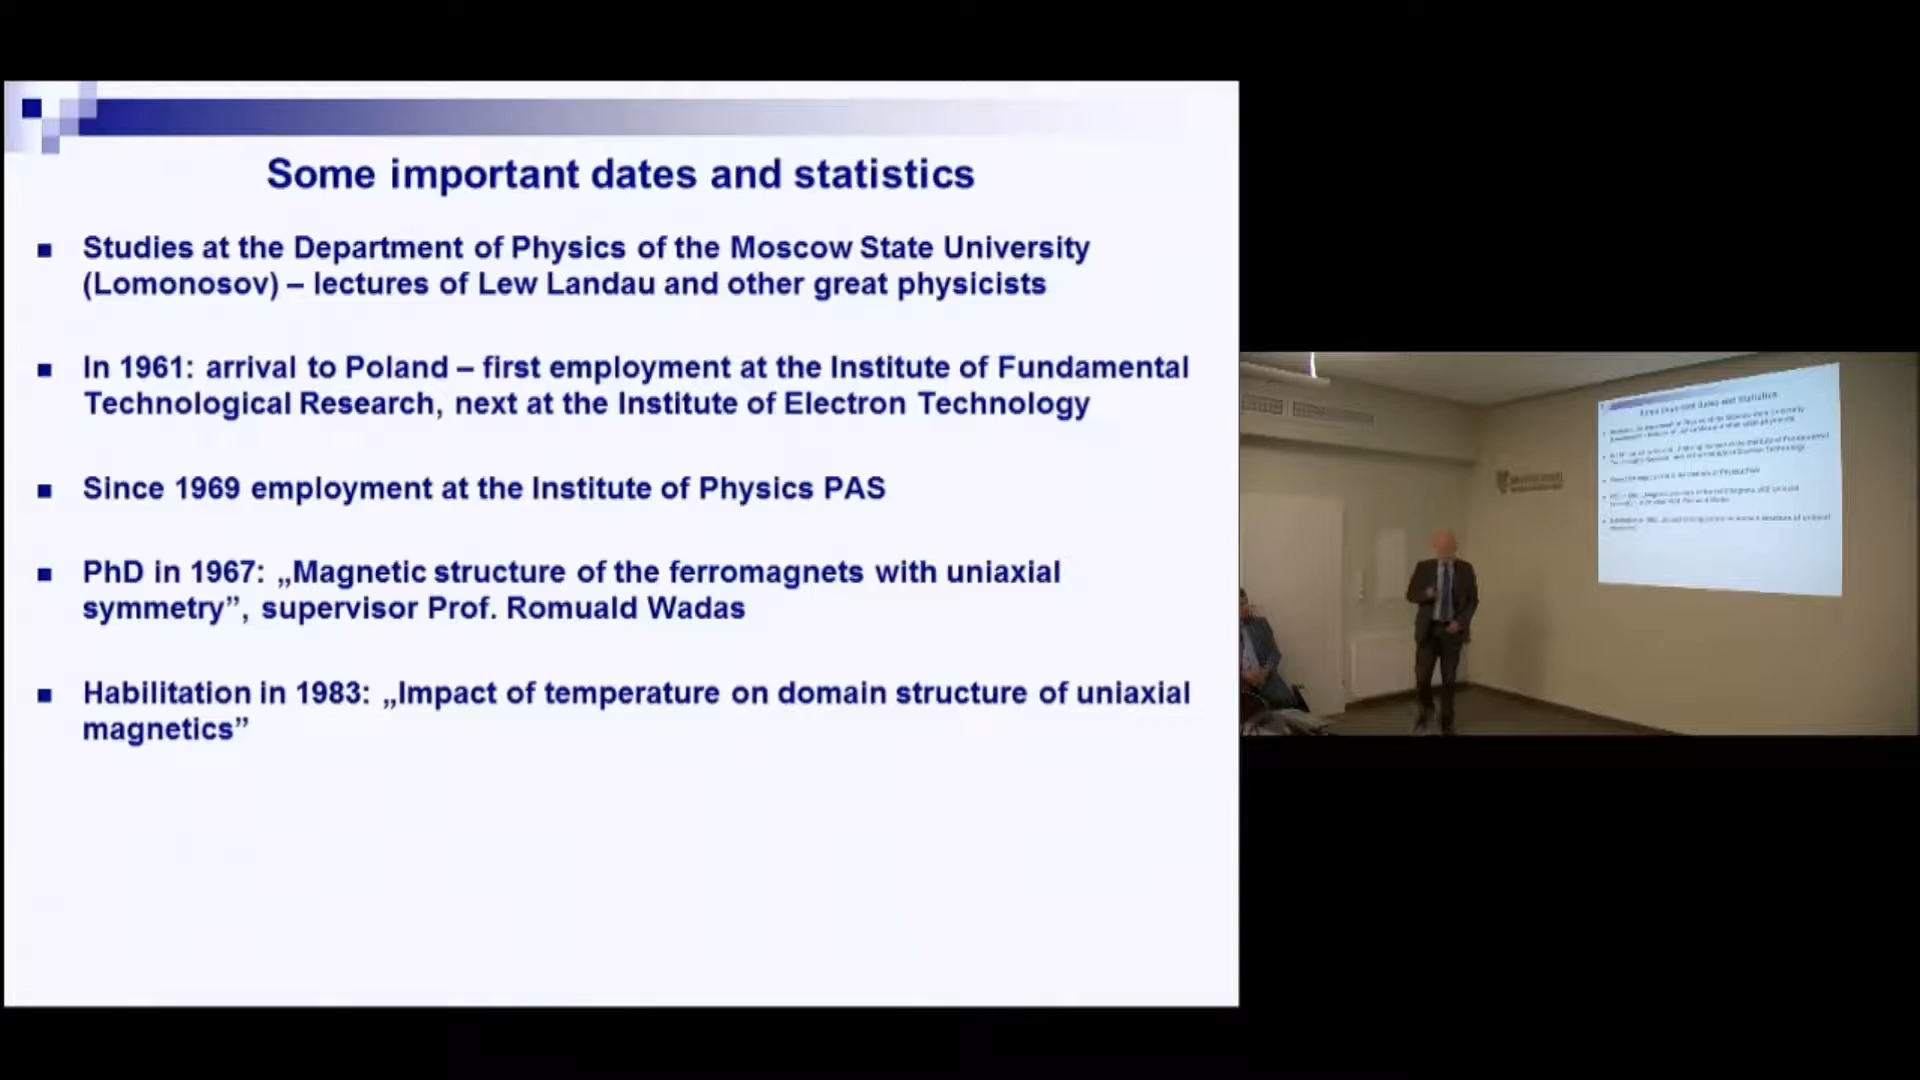 Some important dates and statistics
Studies at the Department of Physics of the Moscow State University
(Lomonosov) – lectures of Lew Landau and other great physicists
In 1961: arrival to Poland – first employment at the Institute of Fundamental
Technological Research, next at the Institute of Electron Technology
Since 1969 employment at the Institute of Physics PAS
PhD in 1967: „Magnetic structure of the ferromagnets with uniaxial
symmetry”, supervisor Prof. Romuald Wadas
Habilitation in 1983: „Impact of temperature on domain structure of uniaxial
magnetics”